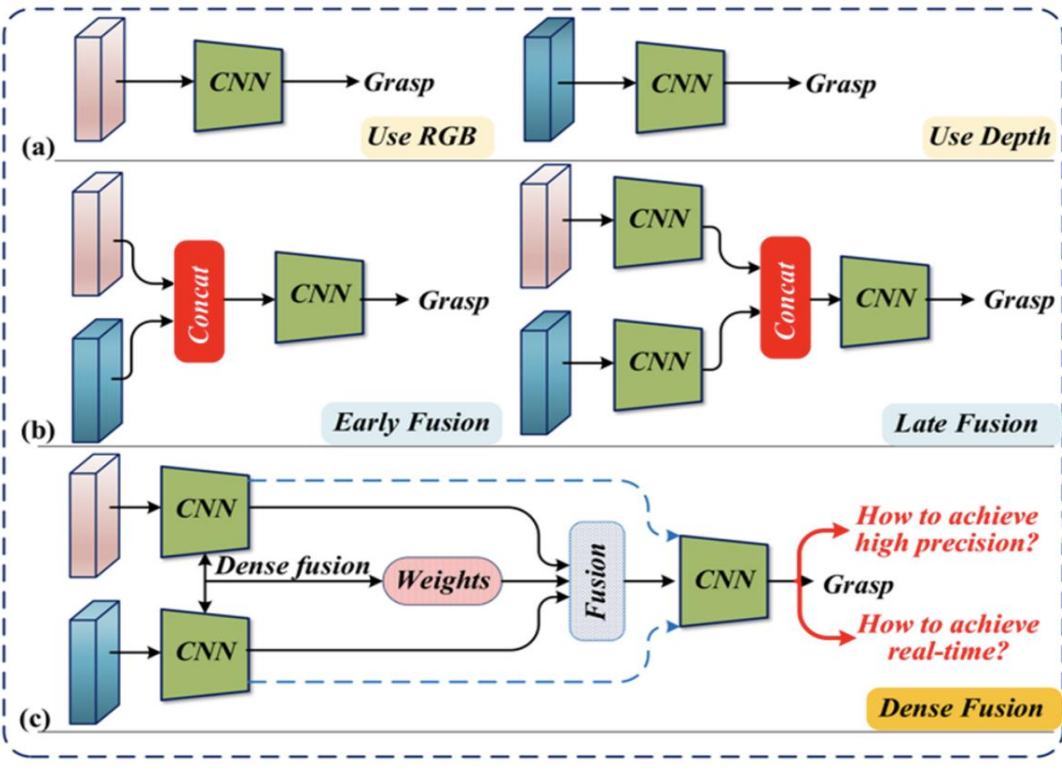 CNN
Grasp
Use RGB
CNN
Grasp
Use Depth
(a)
Concat
CNN
Grasp
Early Fusion
CNN
CNN
Concat
CNN
Grasp
Late Fusion
(b)
CNN
Dense fusion
CNN
Weights
Fusion
CNN
Grasp
How to achieve
high precision?
How to achieve
real-time?
Dense Fusion
(c)